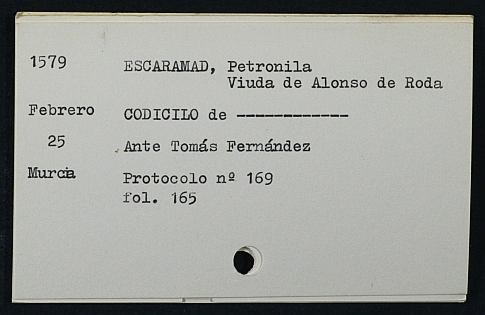 1579 ESCARAMAD, Petronila
Viuda de Alonso de Roda
Febrero CODICILO de ------------
25 Ante Tomás Fernández
Murcia Protocolo nº 169
fol. 165